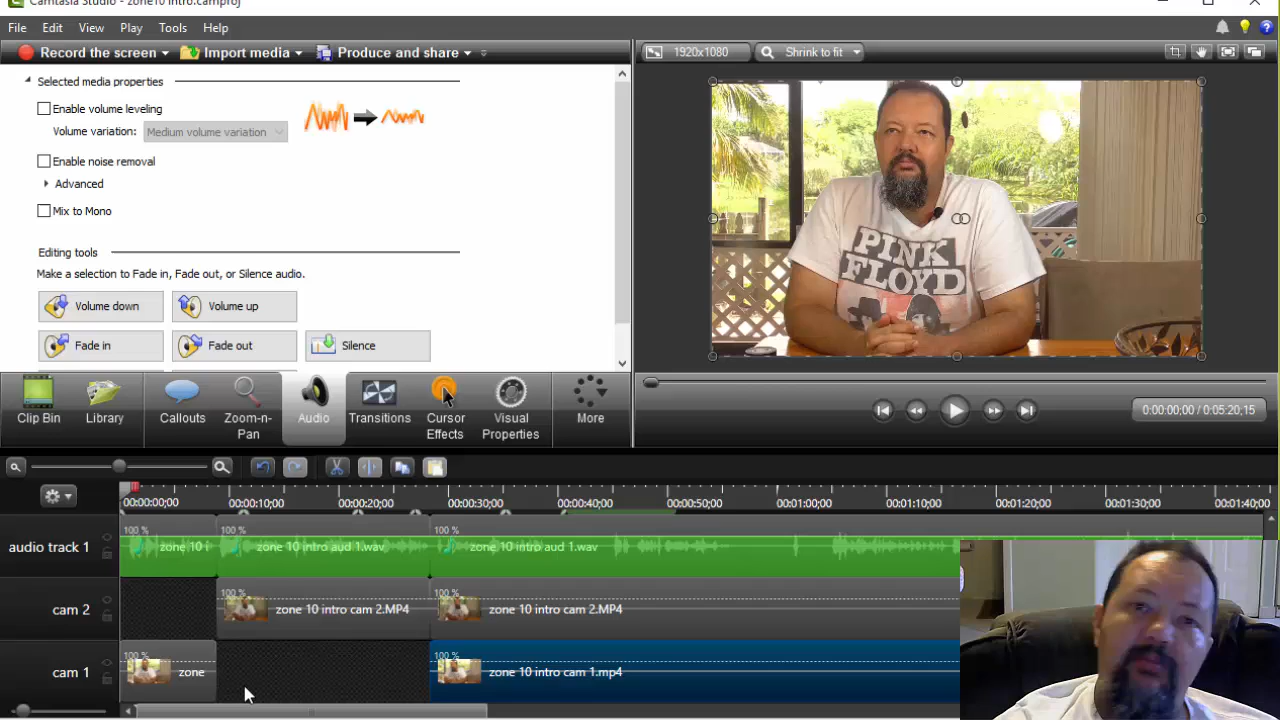 Camtasia Studio - zone10 intro.camproj
File Edit View Play Tools Help
Record the screen Import media Produce and share
1920x1080 Shrink to fit
Selected media properties
Enable volume leveling
Volume variation: Medium volume variation
Enable noise removal
Advanced
Mix to Mono
Editing tools
Make a selection to Fade in, Fade out, or Silence audio.
Volume down Volume up
Fade in Fade out Silence
PINK
FLOYD
Clip Bin Library Callouts Zoom-n-Pan Audio Transitions Cursor Effects Visual Properties More
0:00:00;00 / 0:05:20;15
00:00:00;00 00:00:10;00 00:00:20;00 00:00:30;00 00:00:40;00 00:00:50;00 00:01:00;00 00:01:10;00 00:01:20;00 00:01:30;00 00:01:40;00
100 % 100 % 100 %
audio track 1 zone 10 i zone 10 intro aud 1.wav zone 10 intro aud 1.wav
100 % 100 %
cam 2 zone 10 intro cam 2.MP4 zone 10 intro cam 2.MP4
100 % 100 %
cam 1 zone zone 10 intro cam 1.mp4